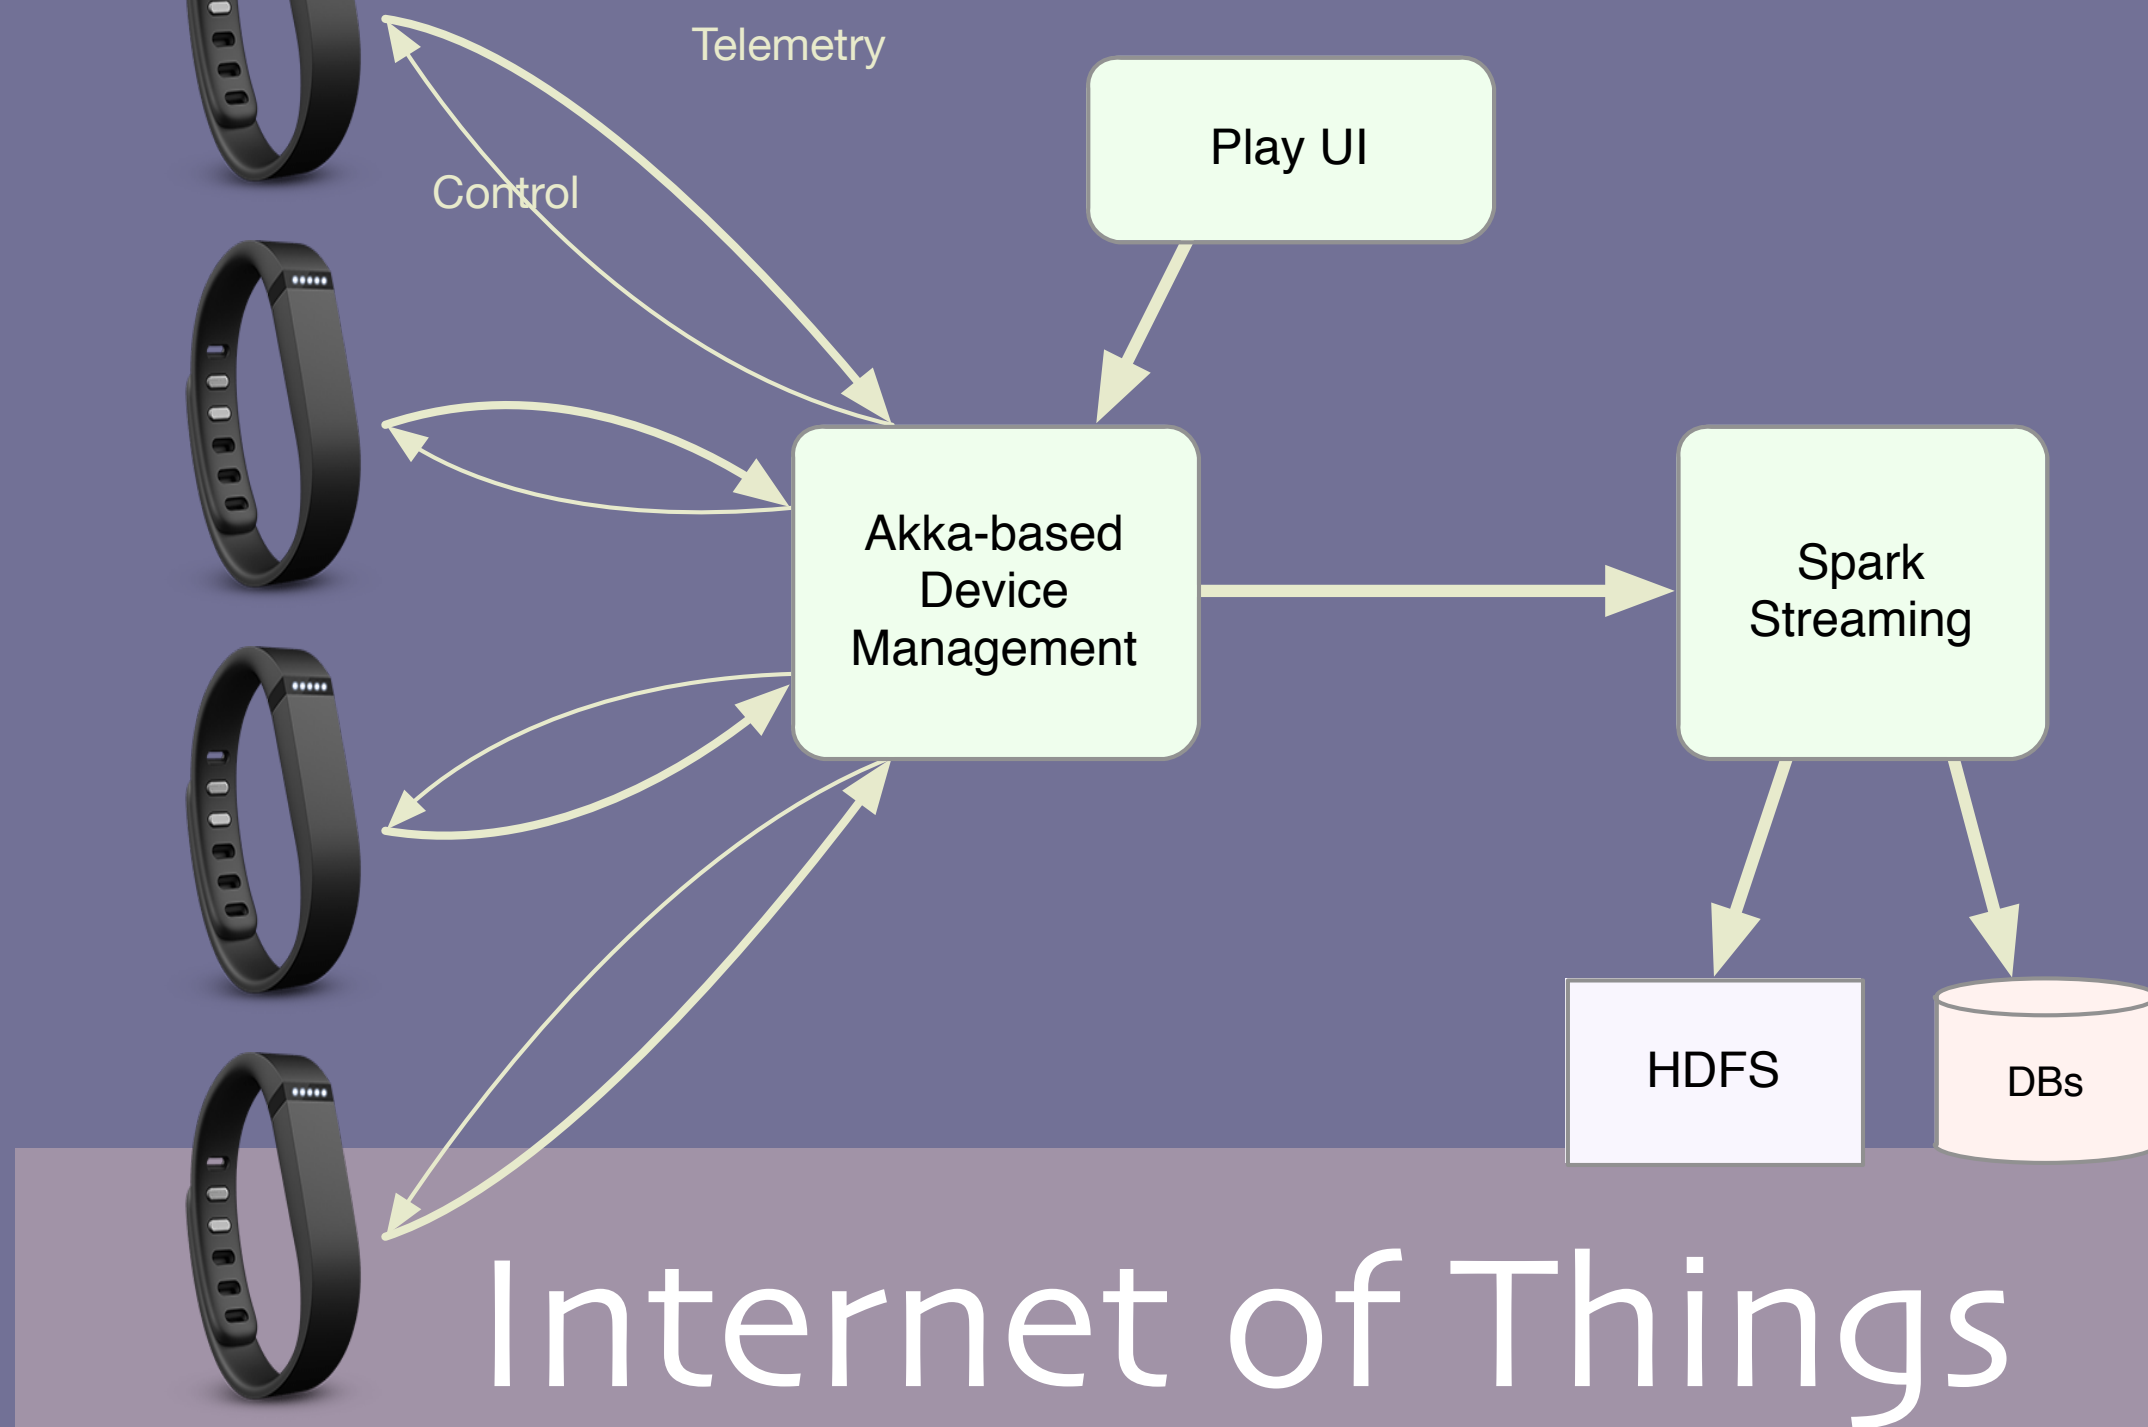 Telemetry
Play UI
Control
Akka-based
Device
Management
Spark
Streaming
HDFS
DBs
Internet of Things